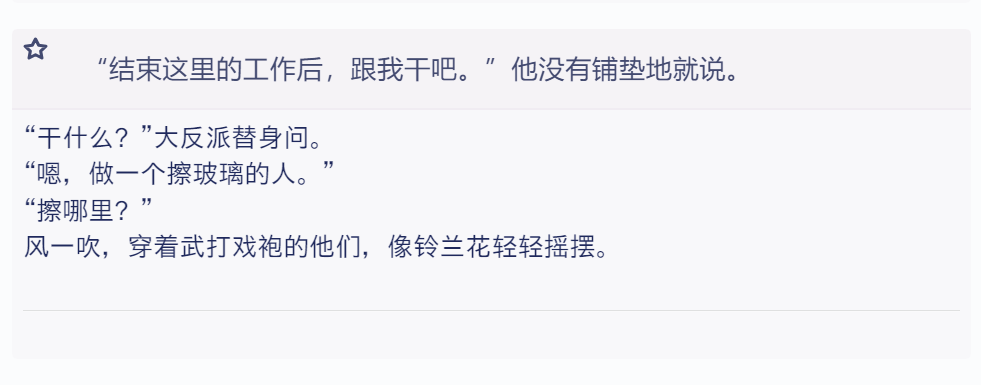 “结束这里的工作后，跟我干吧。”他没有铺垫地就说。
“干什么？”大反派替身问。
“嗯，做一个擦玻璃的人。”
“擦哪里？”
风一吹，穿着武打戏袍的他们，像铃兰花轻轻摇摆。